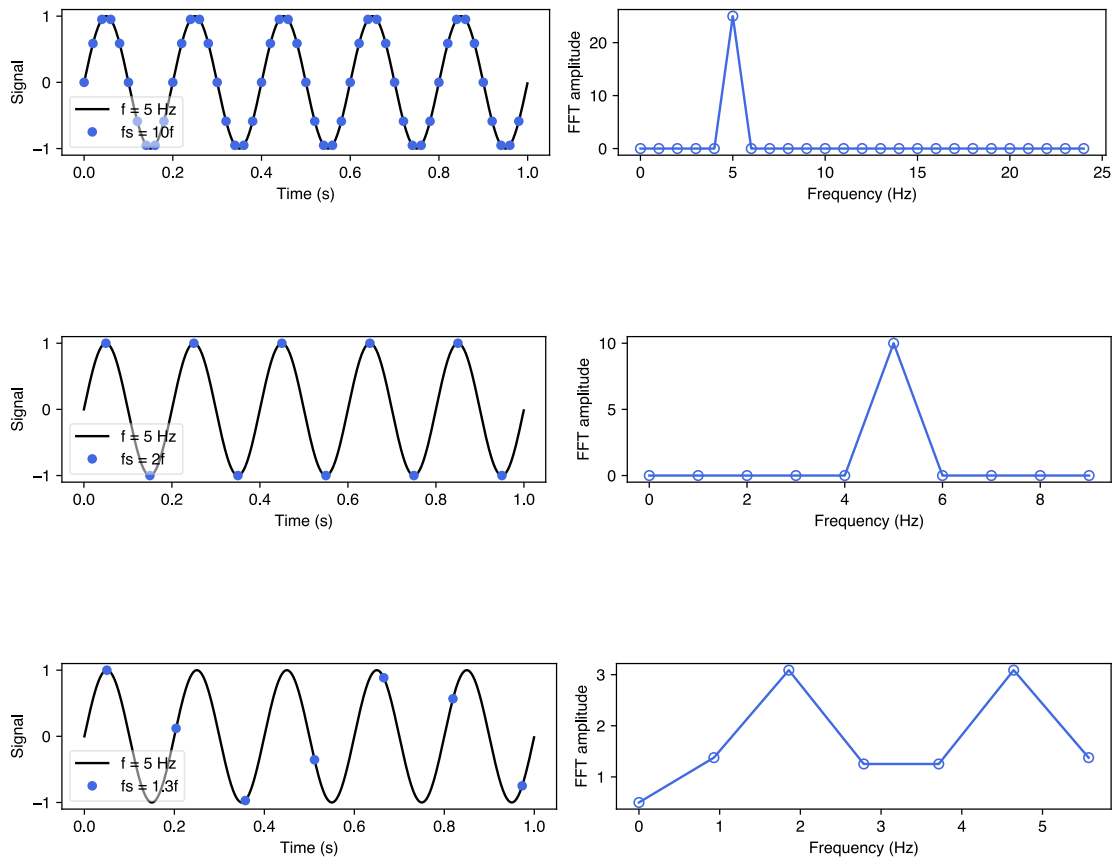 1
0
−1
Signal
f = 5 Hz
fs = 10f
0.0 0.2 0.4 0.6 0.8 1.0
Time (s)
20
10
0
FFT amplitude
0 5 10 15 20 25
Frequency (Hz)
1
0
−1
Signal
f = 5 Hz
fs = 2f
0.0 0.2 0.4 0.6 0.8 1.0
Time (s)
10
5
0
FFT amplitude
0 2 4 6 8
Frequency (Hz)
1
0
−1
Signal
f = 5 Hz
fs = 1.3f
0.0 0.2 0.4 0.6 0.8 1.0
Time (s)
3
2
1
FFT amplitude
0 1 2 3 4 5
Frequency (Hz)